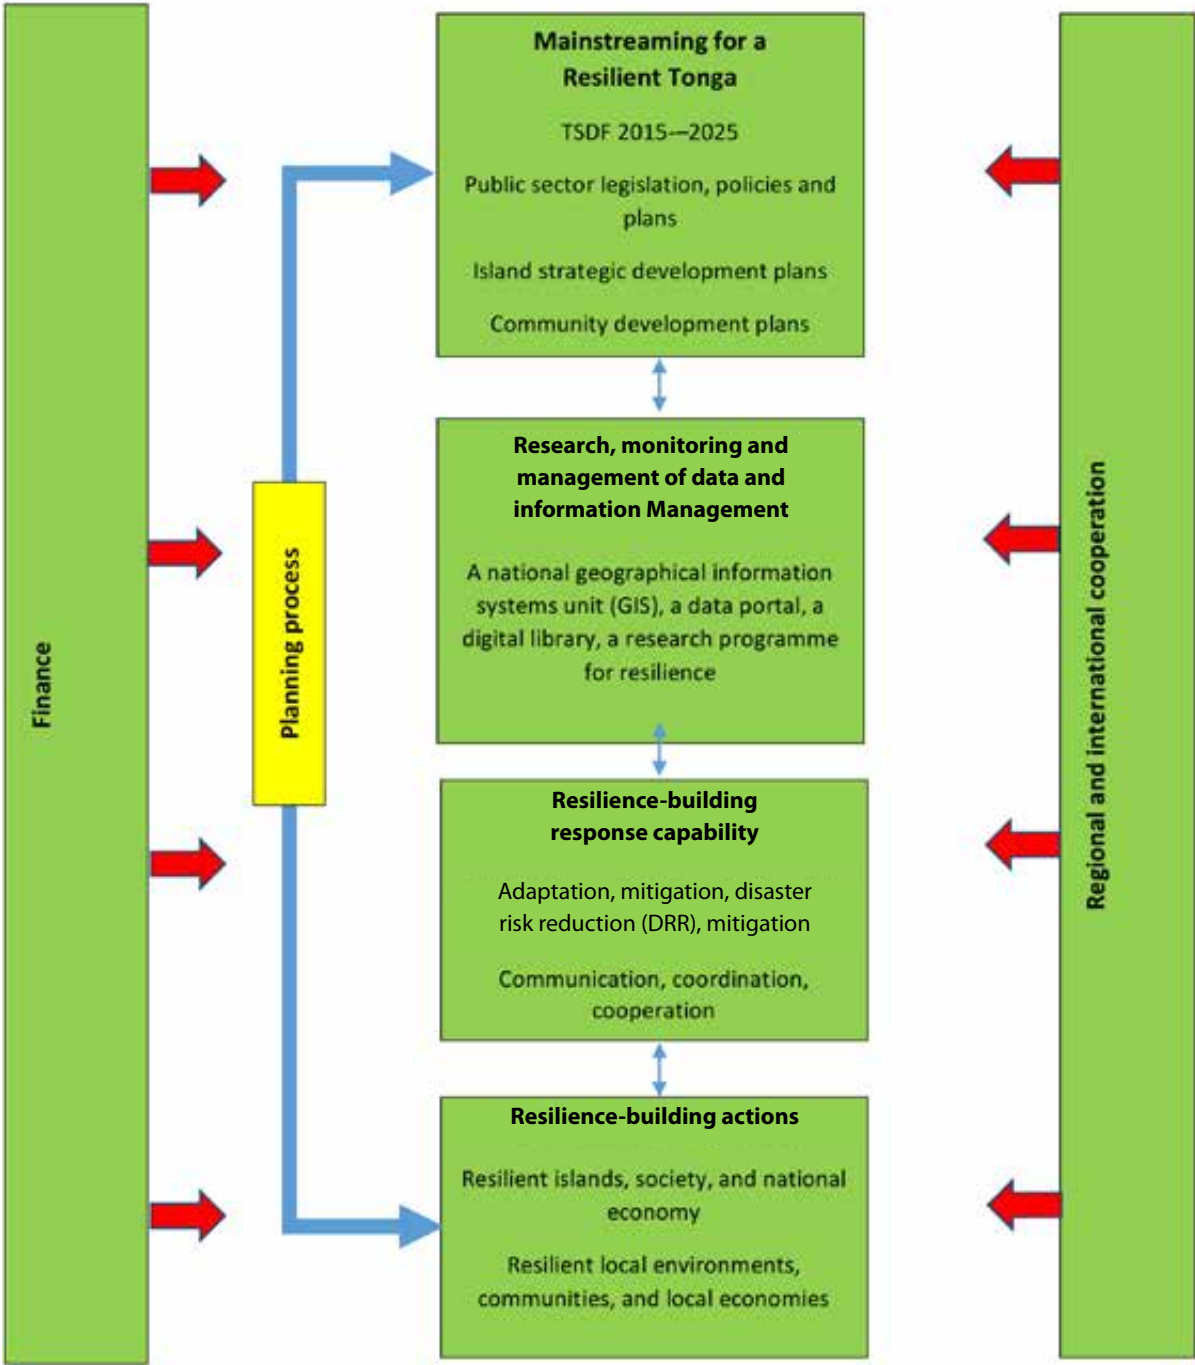 Finance
Planning process
Mainstreaming for a
Resilient Tonga
TSDF 2015-–2025
Public sector legislation, policies and
plans
Island strategic development plans
Community development plans
Research, monitoring and
management of data and
information Management
A national geographical information
systems unit (GIS), a data portal, a
digital library, a research programme
for resilience
Resilience-building
response capability
Adaptation, mitigation, disaster
risk reduction (DRR), mitigation
Communication, coordination,
cooperation
Resilience-building actions
Resilient islands, society, and national
economy
Resilient local environments,
communities, and local economies
Regional and international cooperation